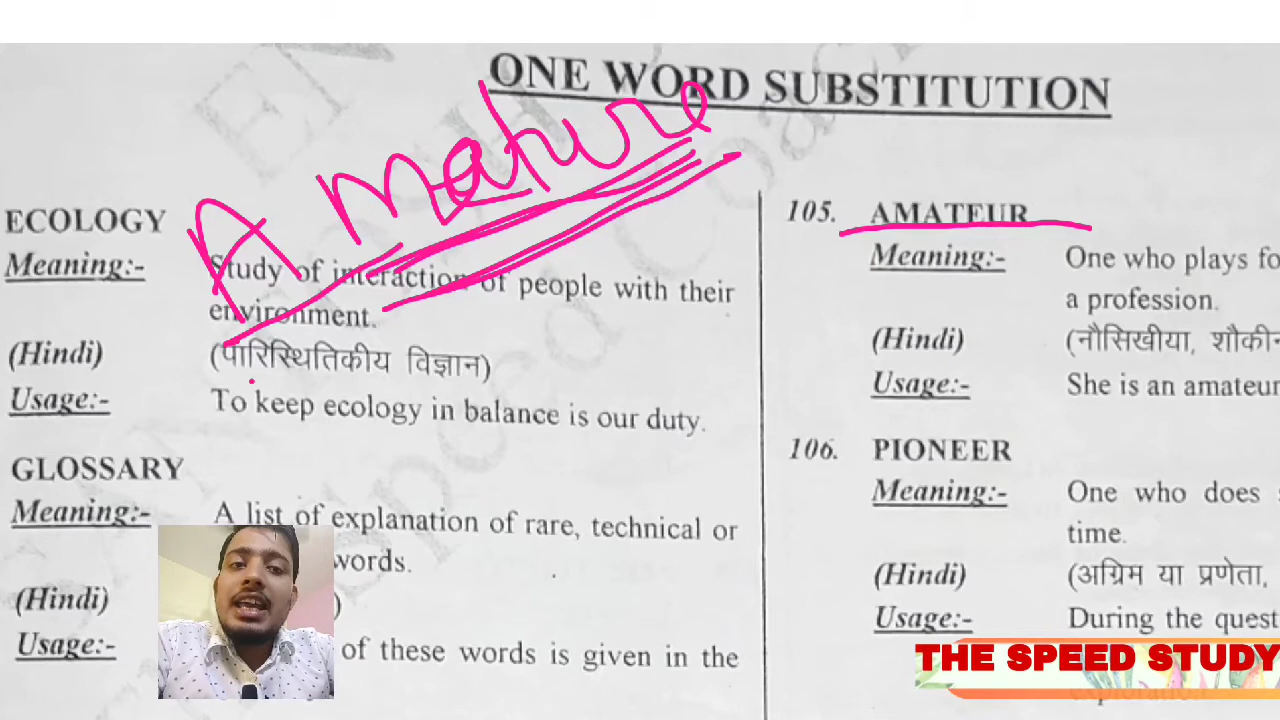 ONE WORD SUBSTITUTION
A mature
ECOLOGY
Meaning:-
Study of interaction of people with their
environment.
(Hindi)
(पारिस्थितिकीय विज्ञान)
Usage:-
To keep ecology in balance is our duty.
GLOSSARY
Meaning:-
A list of explanation of rare, technical or
words.
(Hindi)
)
Usage:-
of these words is given in the
105. AMATEUR
Meaning:-
One who plays fo
a profession.
(Hindi)
(नौसिखीया, शौकीन
Usage:-
She is an amateur
106. PIONEER
Meaning:-
One who does
time.
(Hindi)
(अग्रिम या प्रणेता,
Usage:-
During the quest
THE SPEED STUDY